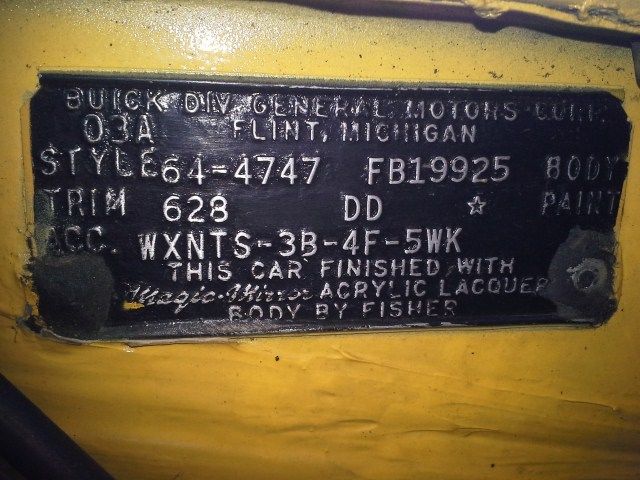 BUICK DIV. GENERAL MOTORS CORP.
03A FLINT, MICHIGAN
STYLE 64-4747 FB19925 BODY
TRIM 628 DD ☆ PAINT
ACC. WXNTS-3B-4F-5WK
THIS CAR FINISHED WITH
Magic-Mirror ACRYLIC LACQUER
BODY BY FISHER